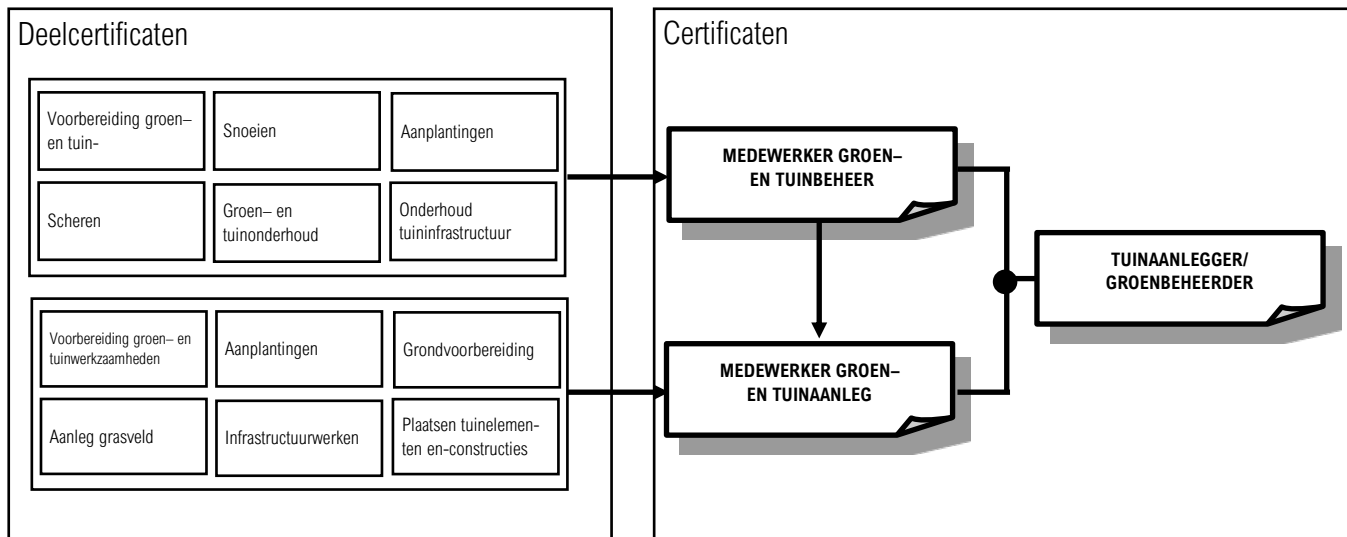 Deelcertificaten
Voorbereiding groen–
en tuin-
Snoeien
Aanplantingen
Scheren
Groen– en
tuinonderhoud
Onderhoud
tuininfrastructuur
Voorbereiding groen– en
tuinwerkzaamheden
Aanplantingen
Grondvoorbereiding
Aanleg grasveld
Infrastructuurwerken
Plaatsen tuinelemen-
ten en-constructies
Certificaten
MEDEWERKER GROEN–
EN TUINBEHEER
MEDEWERKER GROEN–
EN TUINAANLEG
TUINAANLEGGER/
GROENBEHEERDER